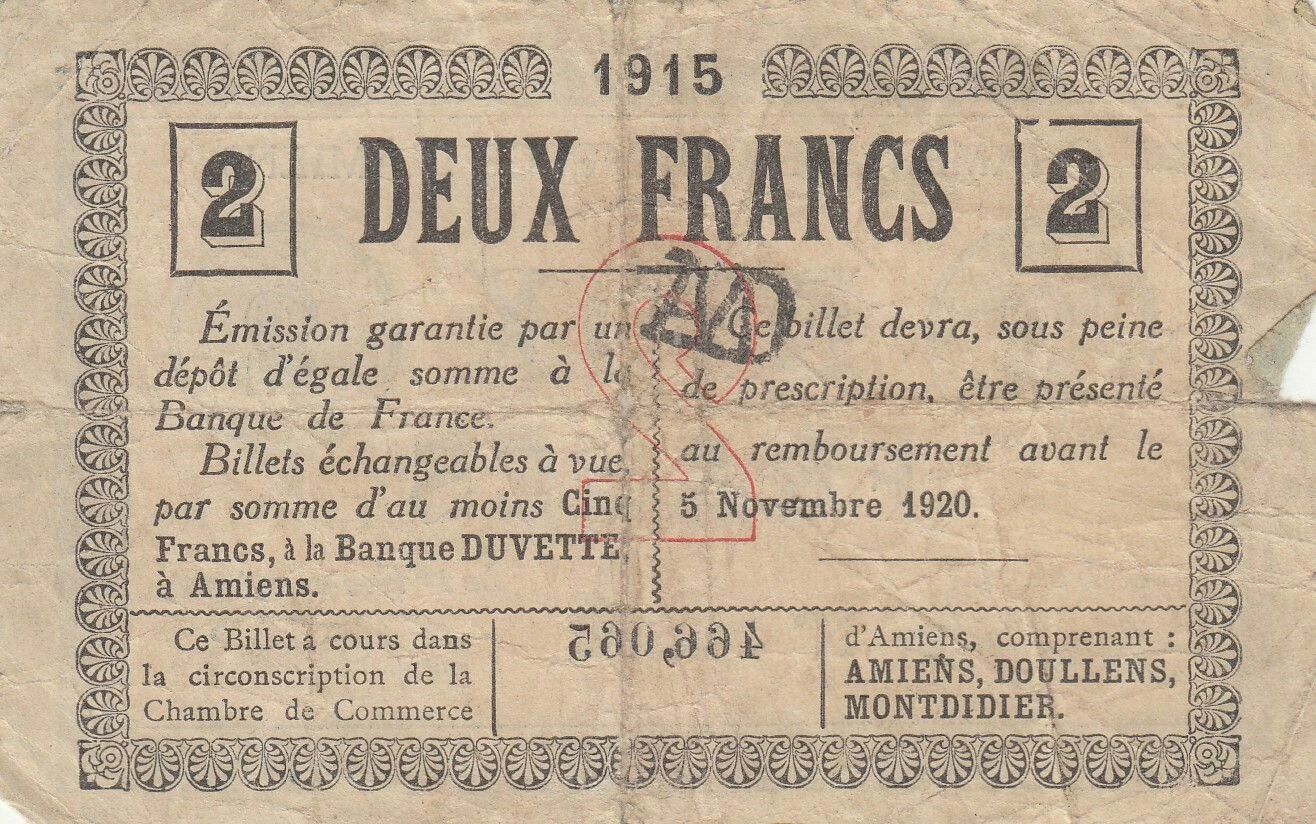 1915
2 DEUX FRANCS 2
Émission garantie par un
dépôt d'égale somme à la
Banque de France.
Billets échangeables à vue,
par somme d'au moins Cinq
Francs, à la Banque DUVETTE,
à Amiens.
Ce billet devra, sous peine
de prescription, être présenté
au remboursement avant le
5 Novembre 1920.
2
Ce Billet a cours dans
la circonscription de la
Chambre de Commerce
466,065
d'Amiens, comprenant :
AMIENS, DOULLENS,
MONTDIDIER.